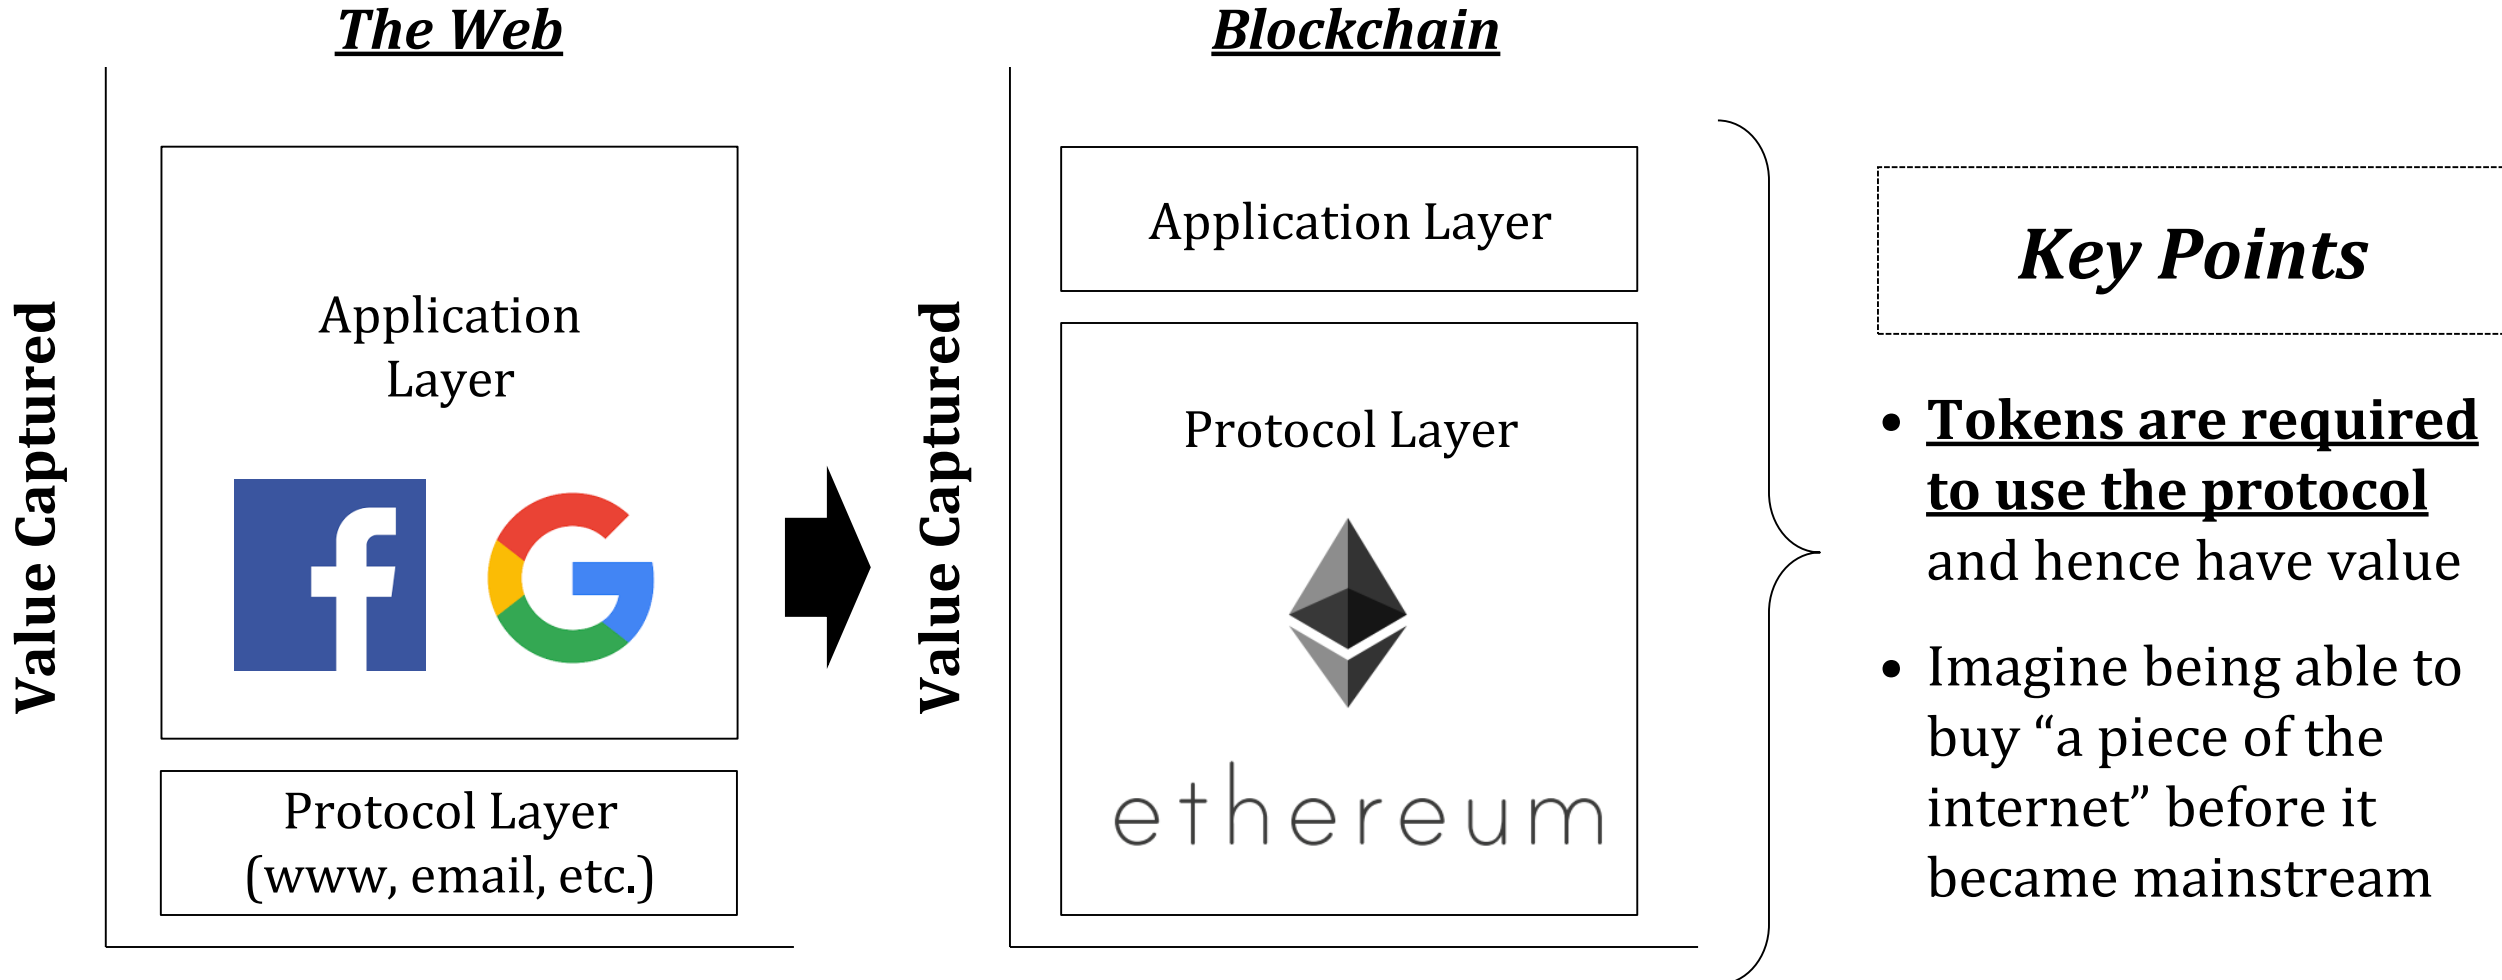 The Web
Value Captured
Application
Layer
Protocol Layer
(www, email, etc.)
Blockchain
Value Captured
Application Layer
Protocol Layer
ethereum
Key Points
• Tokens are required
to use the protocol
and hence have value
• Imagine being able to
buy “a piece of the
internet” before it
became mainstream